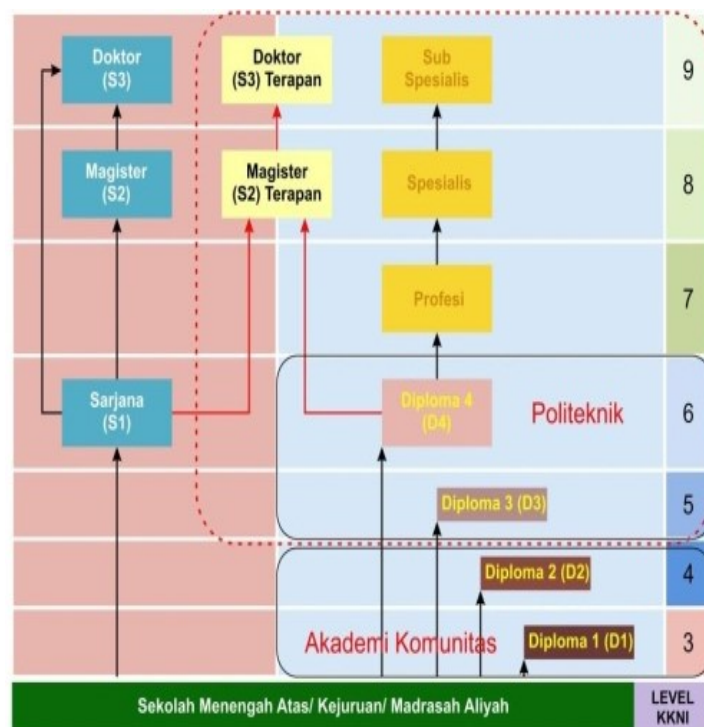 Doktor
(S3)
Doktor
(S3) Terapan
Sub
Spesialis
9
Magister
(S2)
Magister
(S2) Terapan
Spesialis
8
Profesi
7
Sarjana
(S1)
Diploma 4
(D4)
Politeknik
6
Diploma 3 (D3)
5
Diploma 2 (D2)
4
Akademi Komunitas
Diploma 1 (D1)
3
Sekolah Menengah Atas/ Kejuruan/ Madrasah Aliyah
LEVEL
KKNI